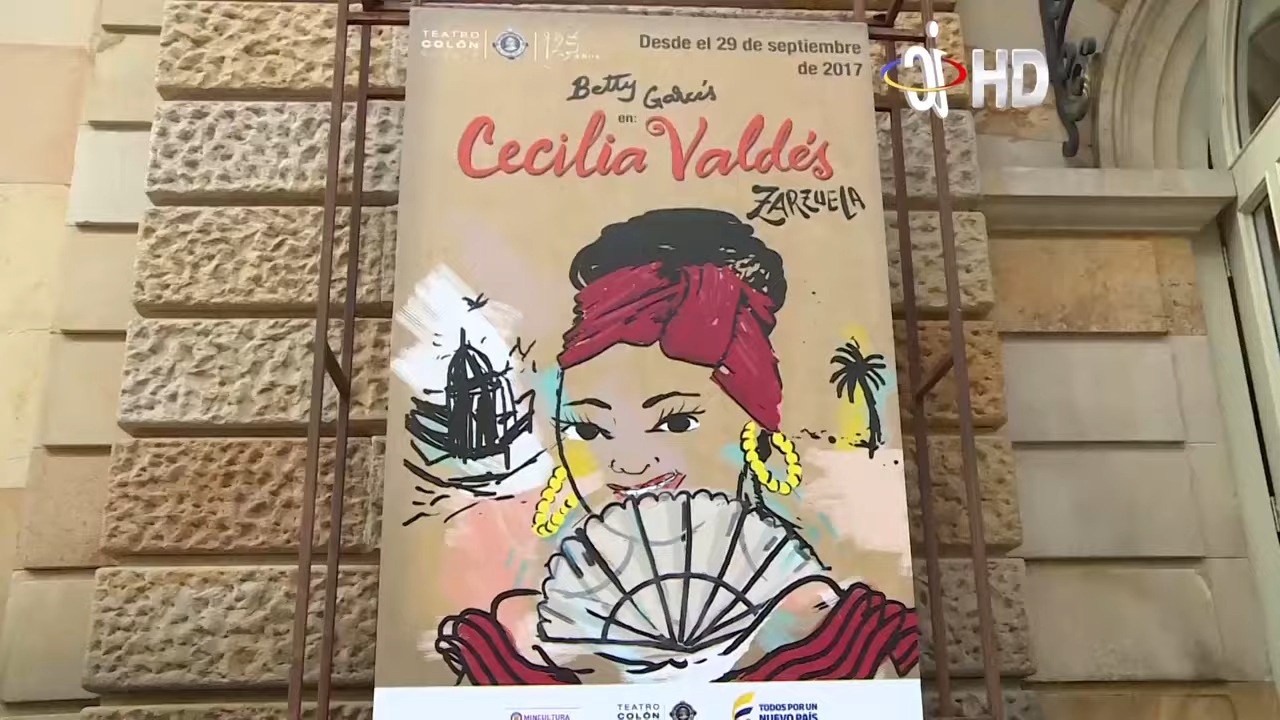 TEATRO
COLÓN
Desde el 29 de septiembre
de 2017
Betty Garcés
en:
Cecilia Valdés
ZARZUELA
HD
MINCULTURA
TEATRO
COLÓN
TODOS POR UN
NUEVO PAÍS